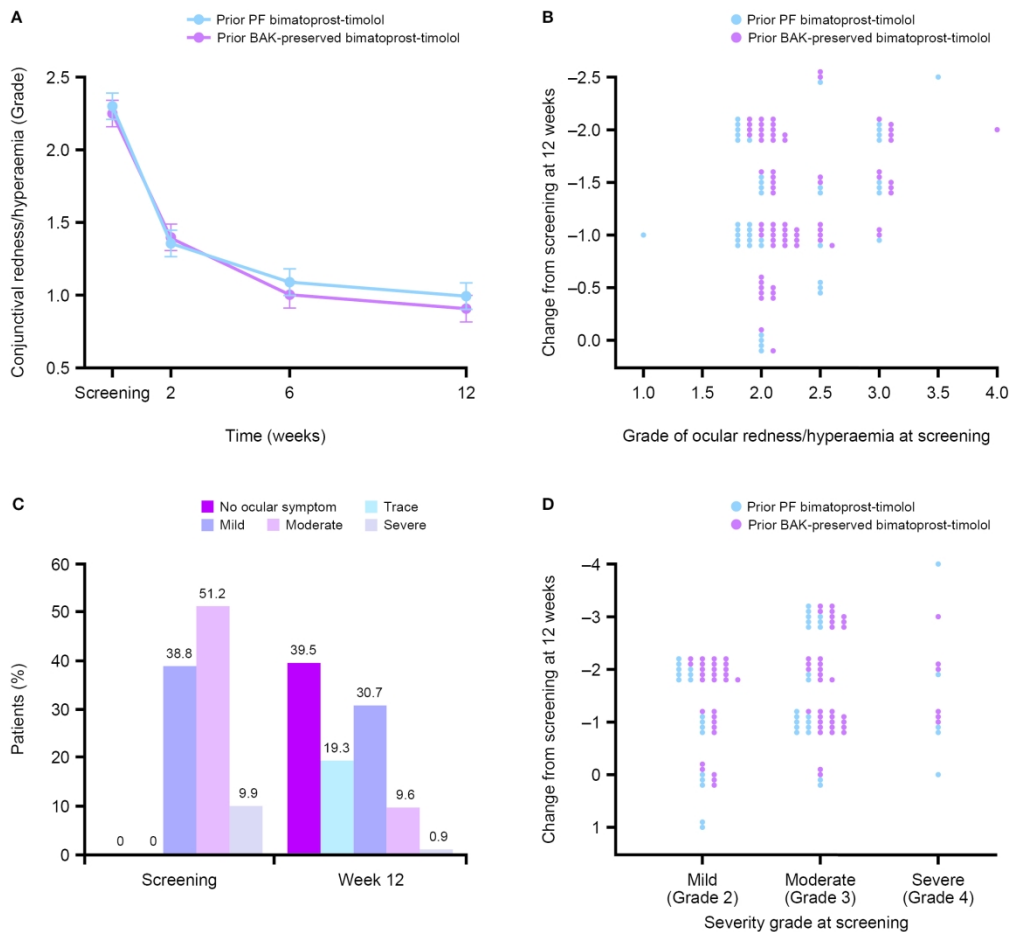 A
Prior PF bimatoprost-timolol
Prior BAK-preserved bimatoprost-timolol
Conjunctival redness/hyperaemia (Grade)
2.5
2.0
1.5
1.0
0.5
Screening 2 6 12
Time (weeks)
B
Prior PF bimatoprost-timolol
Prior BAK-preserved bimatoprost-timolol
Change from screening at 12 weeks
–2.5
–2.0
–1.5
–1.0
–0.5
0.0
1.0 1.5 2.0 2.5 3.0 3.5 4.0
Grade of ocular redness/hyperaemia at screening
C
No ocular symptom Trace
Mild Moderate Severe
Patients (%)
60
50
40
30
20
10
0
0 0 38.8 51.2 9.9
39.5 19.3 30.7 9.6 0.9
Screening Week 12
D
Prior PF bimatoprost-timolol
Prior BAK-preserved bimatoprost-timolol
Change from screening at 12 weeks
–4
–3
–2
–1
0
1
Mild Moderate Severe
(Grade 2) (Grade 3) (Grade 4)
Severity grade at screening